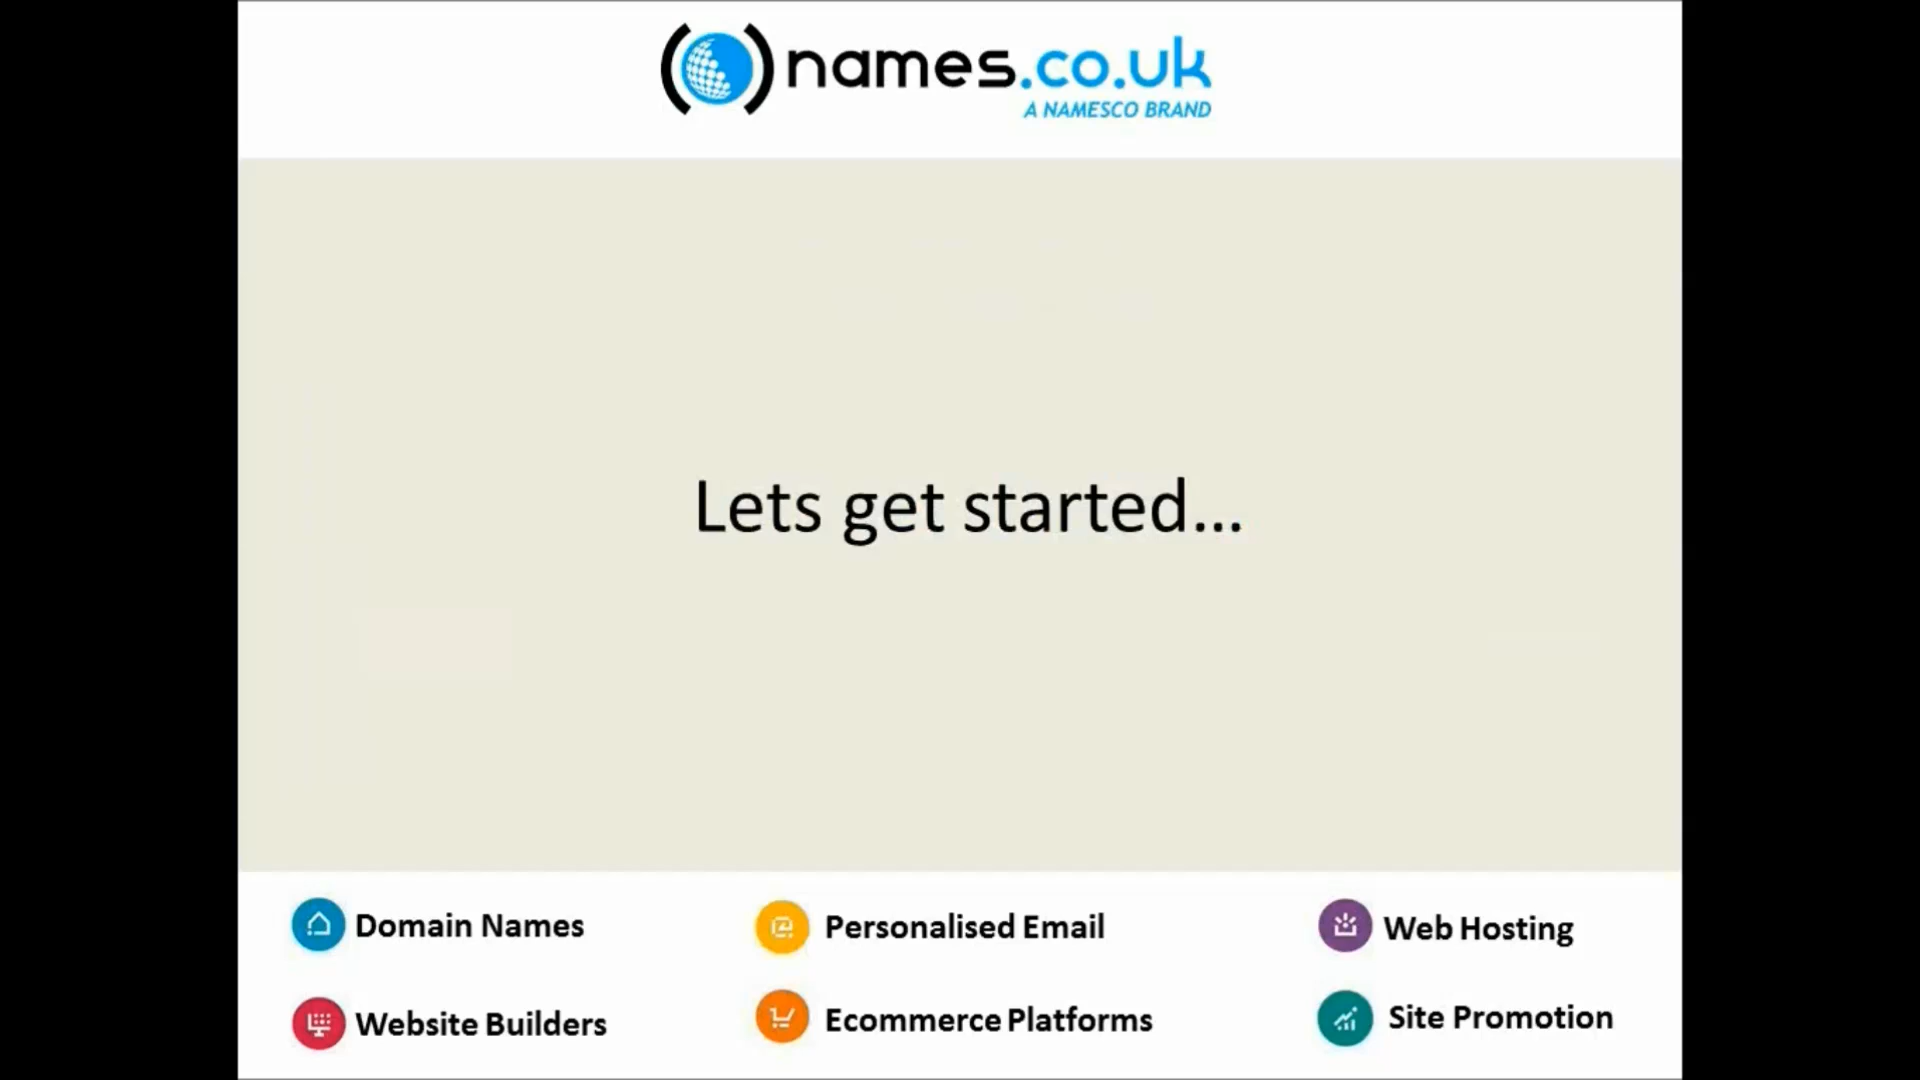 names.co.uk
A NAMESCO BRAND
Lets get started...
Domain Names
Personalised Email
Web Hosting
Website Builders
Ecommerce Platforms
Site Promotion